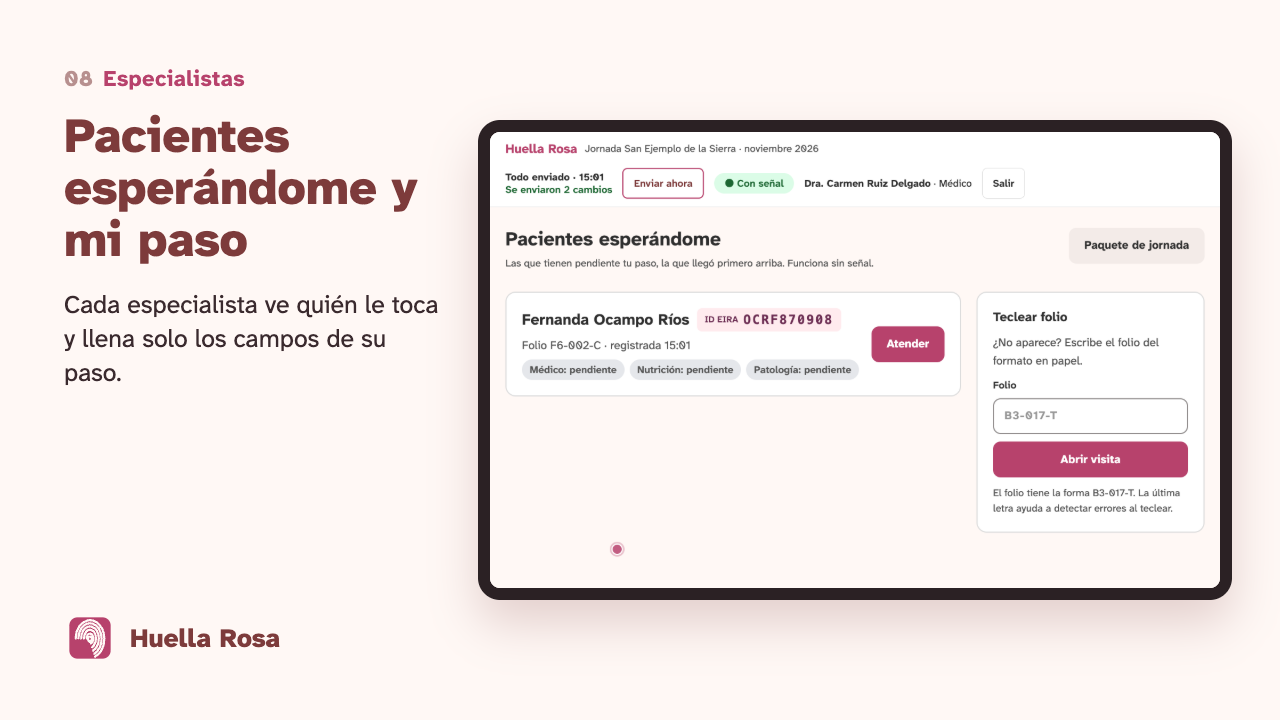 08 Especialistas
Pacientes
esperándome y
mi paso
Cada especialista ve quién le toca
y llena solo los campos de su
paso.
Huella Rosa
Huella Rosa Jornada San Ejemplo de la Sierra · noviembre 2026
Todo enviado · 15:01
Se enviaron 2 cambios
Enviar ahora
Con señal
Dra. Carmen Ruiz Delgado · Médico
Salir
Pacientes esperándome
Las que tienen pendiente tu paso, la que llegó primero arriba. Funciona sin señal.
Paquete de jornada
Fernanda Ocampo Ríos ID EIRA OCRF870908
Folio F6-002-C · registrada 15:01
Médico: pendiente Nutrición: pendiente Patología: pendiente
Atender
Teclear folio
¿No aparece? Escribe el folio del
formato en papel.
Folio
B3-017-T
Abrir visita
El folio tiene la forma B3-017-T. La última
letra ayuda a detectar errores al teclear.